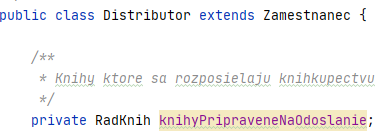 public class Distributor extends Zamestnanec {
/**
* Knihy ktore sa rozposielaju knihkupectvu
*/
private RadKnih knihyPripraveneNaOdoslanie;